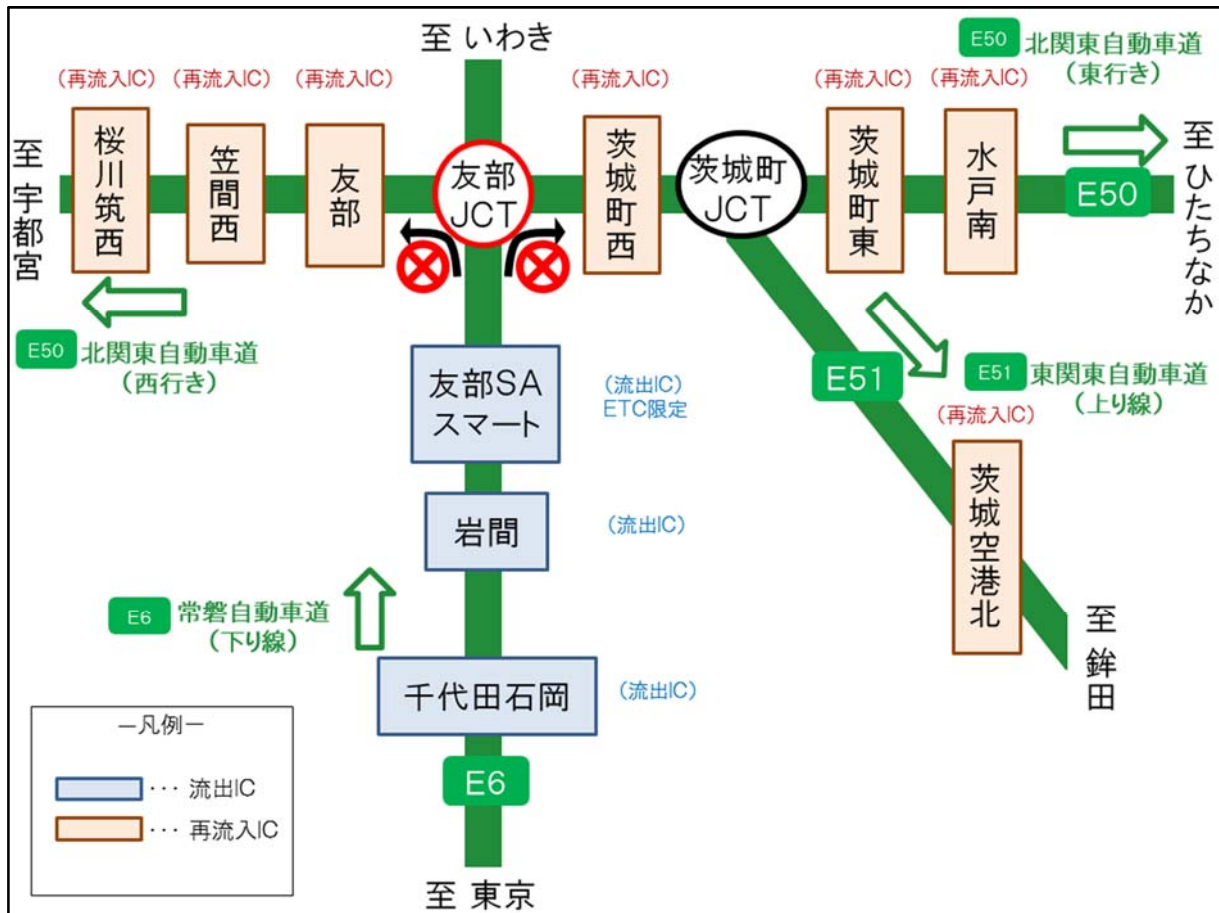 至 いわき
E50 北関東自動車道
(東行き)
(再流入IC)
(再流入IC)
(再流入IC)
(再流入IC)
(再流入IC)
(再流入IC)
至 宇都宮
桜川筑西
笠間西
友部
友部
JCT
茨城町西
茨城町
JCT
茨城町東
水戸南
E50
至 ひたちなか
E50 北関東自動車道
(西行き)
友部SA
スマート
(流出IC)
ETC限定
E51
E51 東関東自動車道
(上り線)
(再流入IC)
茨城空港北
至 鉾田
岩間
(流出IC)
E6 常磐自動車道
(下り線)
千代田石岡
(流出IC)
E6
至 東京
―凡例―
・・・ 流出IC
・・・ 再流入IC